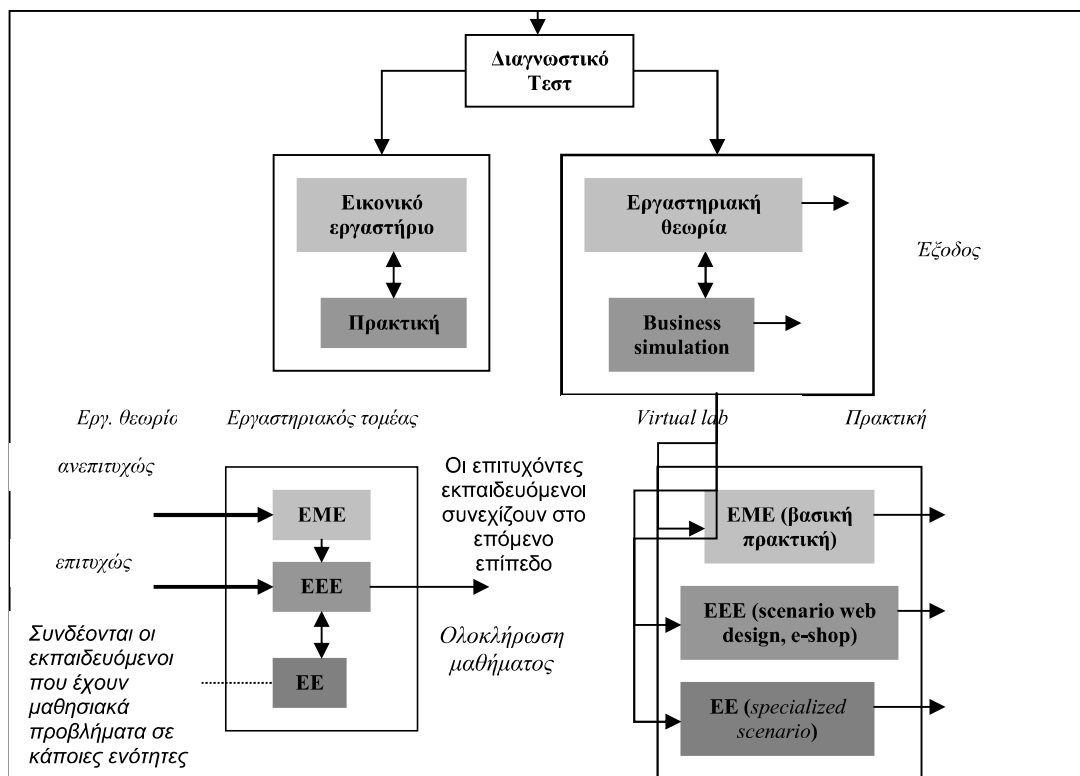 Διαγνωστικό
Τεστ
Εικονικό
εργαστήριο
Πρακτική
Εργαστηριακή
θεωρία
Business
simulation
Έξοδος
Εργ. θεωρίο
Εργαστηριακός τομέας
Virtual lab
Πρακτική
ανεπιτυχώς
επιτυχώς
ΕΜΕ
ΕΕΕ
ΕΕ
Οι επιτυχόντες
εκπαιδευόμενοι
συνεχίζουν στο
επόμενο
επίπεδο
Ολοκλήρωση
μαθήματος
Συνδέονται οι
εκπαιδευόμενοι
που έχουν
μαθησιακά
προβλήματα σε
κάποιες ενότητες
ΕΜΕ (βασική
πρακτική)
ΕΕΕ (scenario web
design, e-shop)
ΕΕ (specialized
scenario)